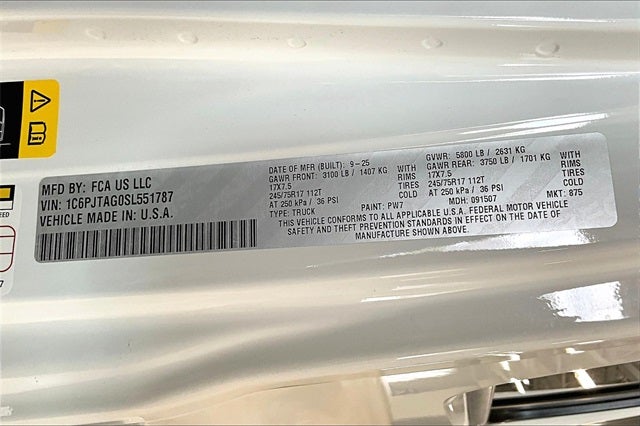 MFD BY: FCA US LLC
VIN: 1C6PJTAG0SL551787
VEHICLE MADE IN U.S.A.
DATE OF MFR (BUILT): 9-25
GAWR FRONT: 3100 LB / 1407 KG WITH
17X7.5 RIMS
245/75R17 112T TIRES
AT 250 kPa / 36 PSI
TYPE: TRUCK PAINT: PW7
GVWR: 5800 LB / 2631 KG
GAWR REAR: 3750 LB / 1701 KG WITH
17X7.5 RIMS
245/75R17 112T TIRES
AT 250 kPa / 36 PSI
MDH: 091507 MKT: 875
THIS VEHICLE CONFORMS TO ALL APPLICABLE U.S.A. FEDERAL MOTOR VEHICLE
SAFETY AND THEFT PREVENTION STANDARDS IN EFFECT ON THE DATE OF
MANUFACTURE SHOWN ABOVE.